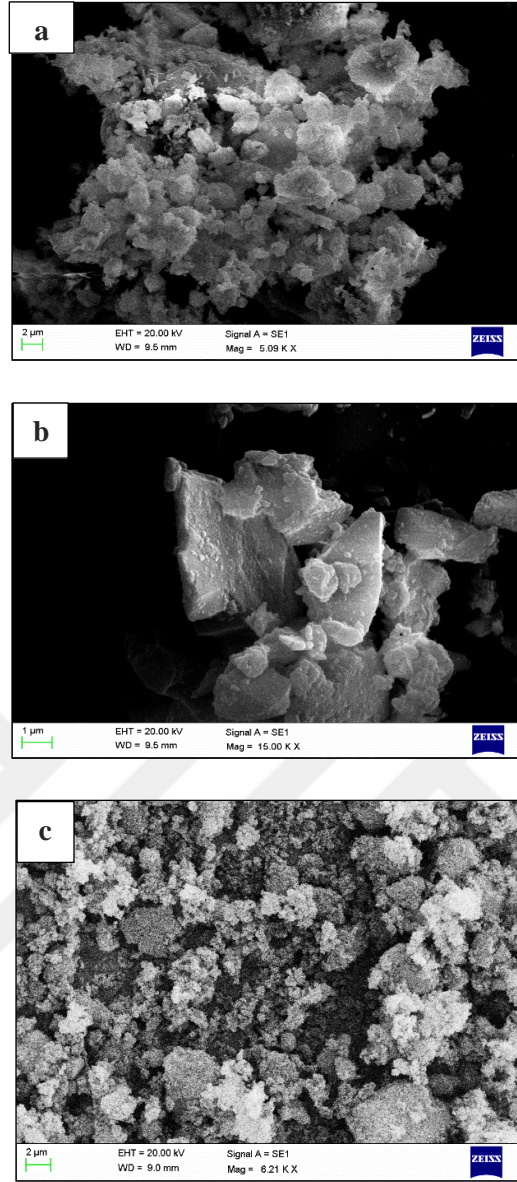 a
2 µm
EHT = 20.00 kV
Signal A = SE1
WD = 9.5 mm
Mag = 5.09 K X
ZEISS
b
1 µm
EHT = 20.00 kV
Signal A = SE1
WD = 9.5 mm
Mag = 15.00 K X
ZEISS
c
2 µm
EHT = 20.00 kV
Signal A = SE1
WD = 9.0 mm
Mag = 6.21 K X
ZEISS